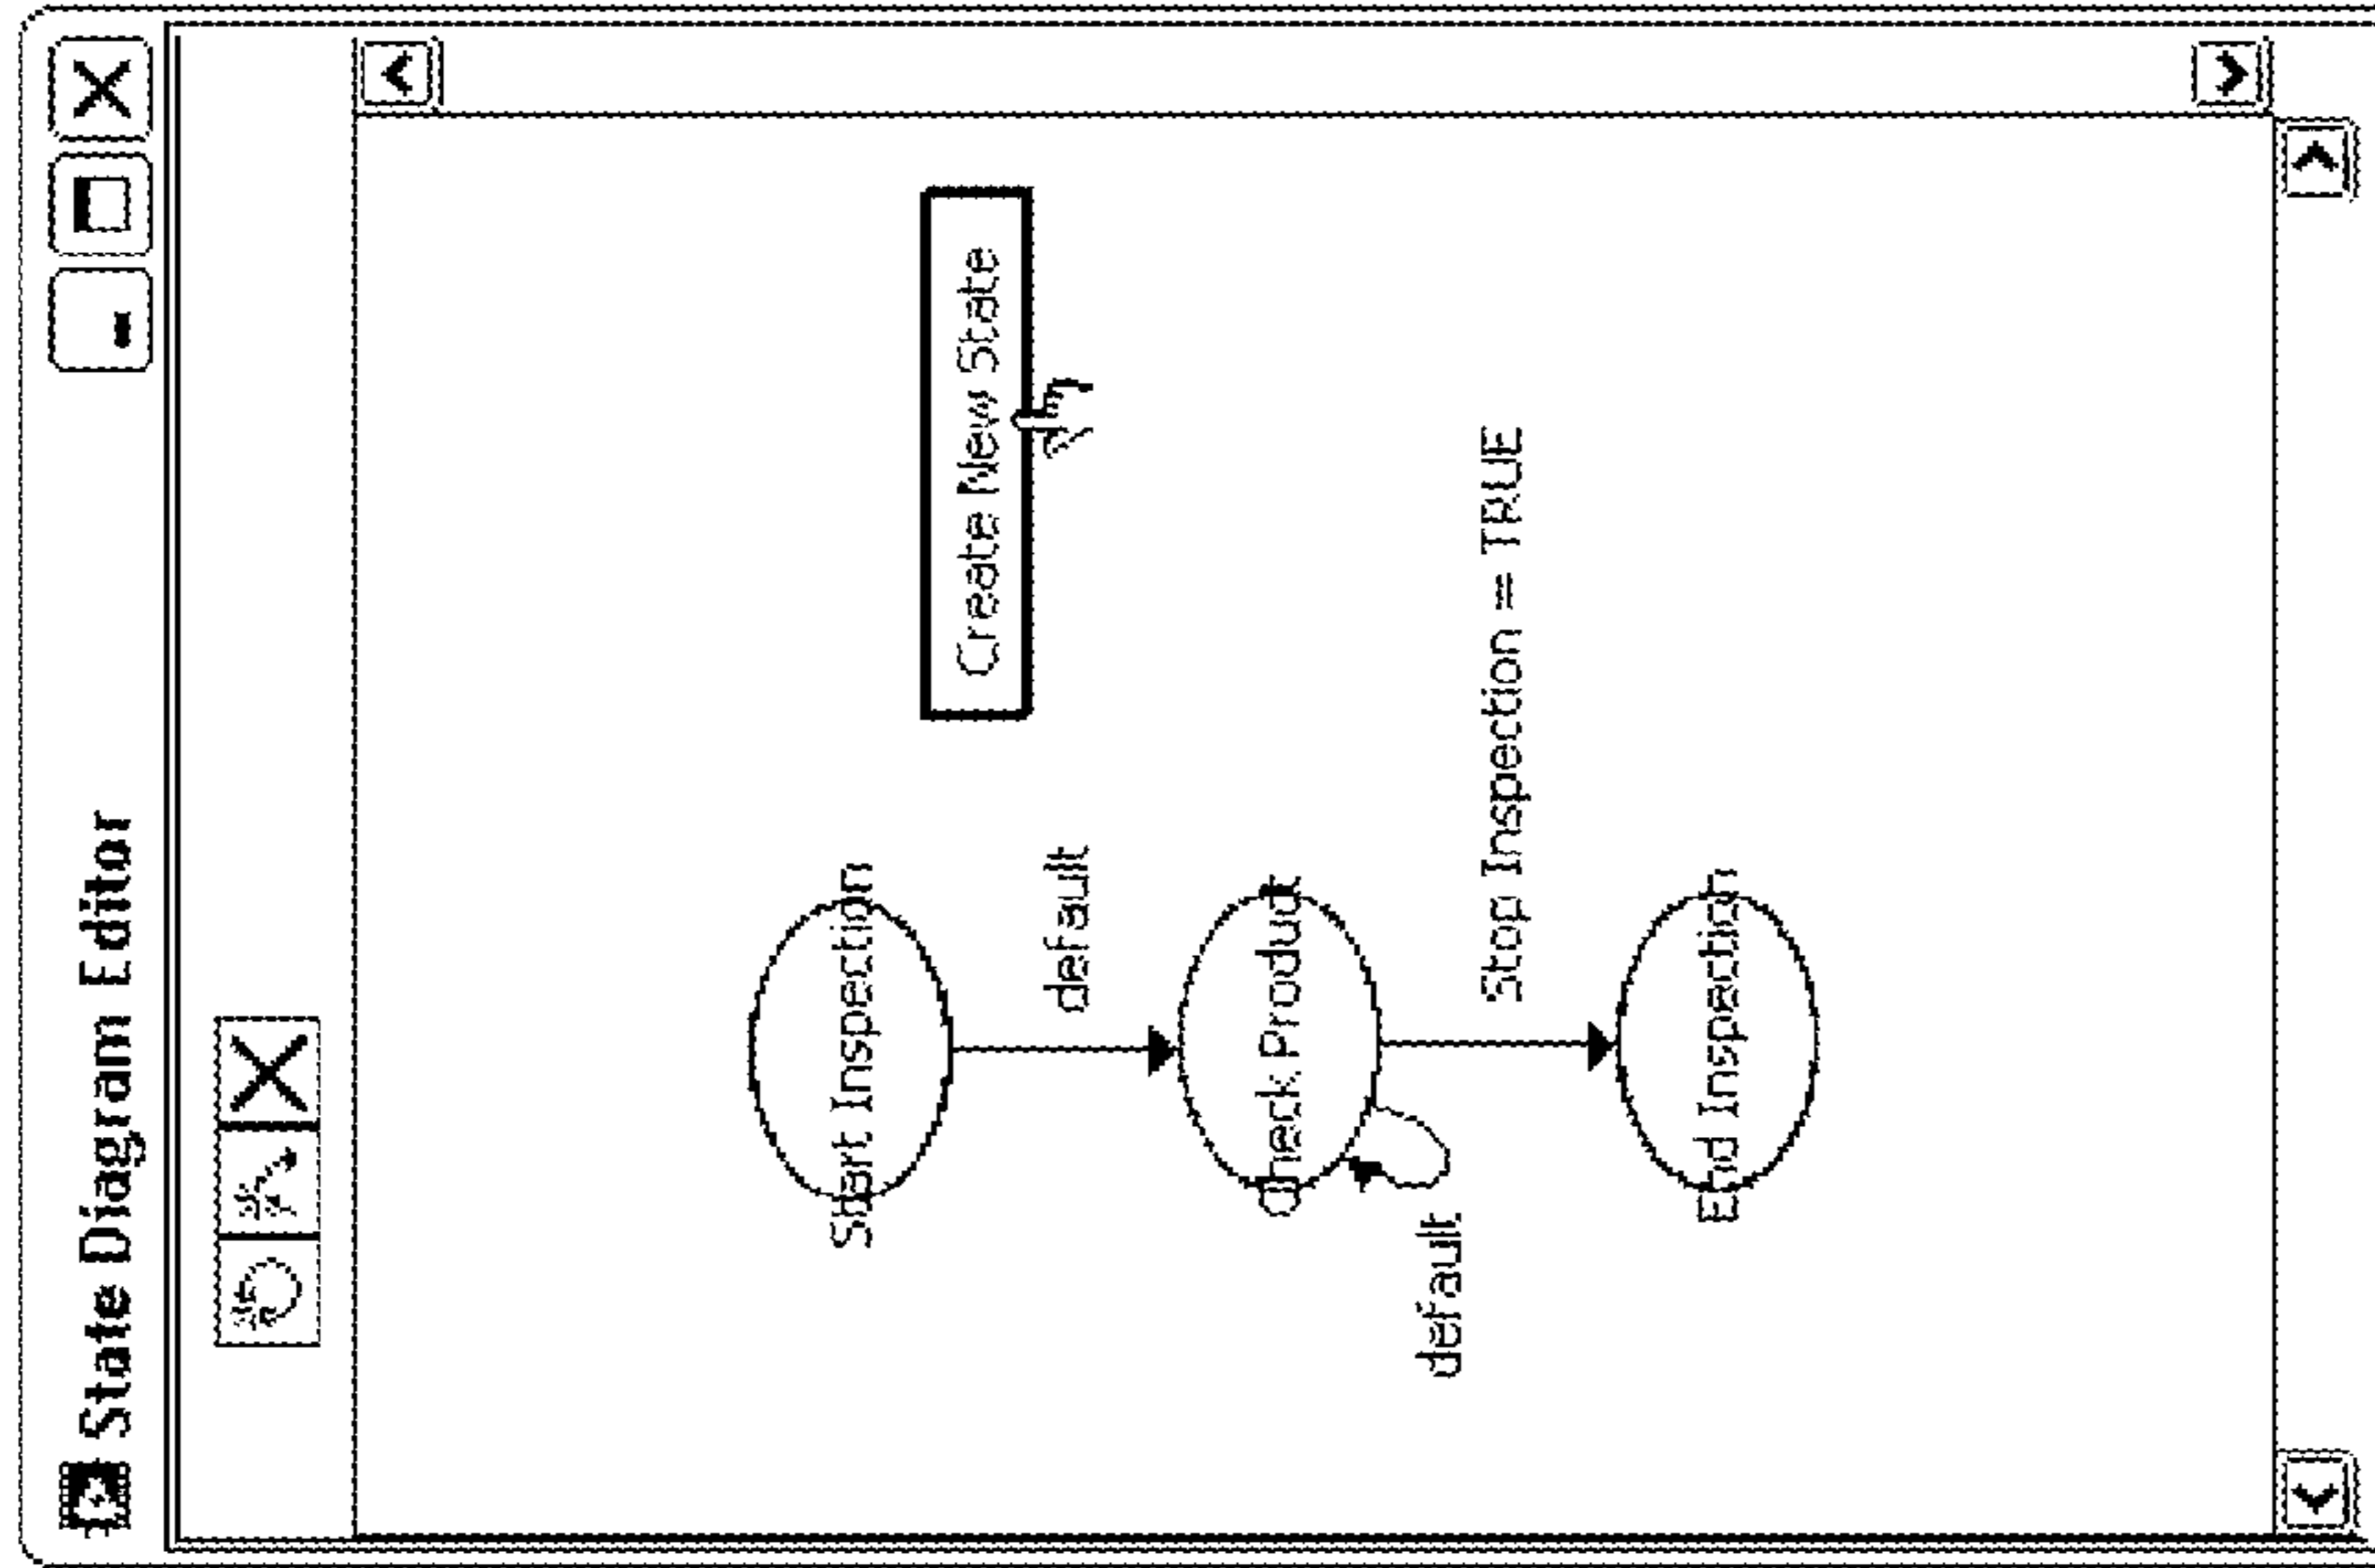 State Diagram Editor
Start Inspection
Create New State
default
Check Product
default
Stop Inspection = TRUE
End Inspection